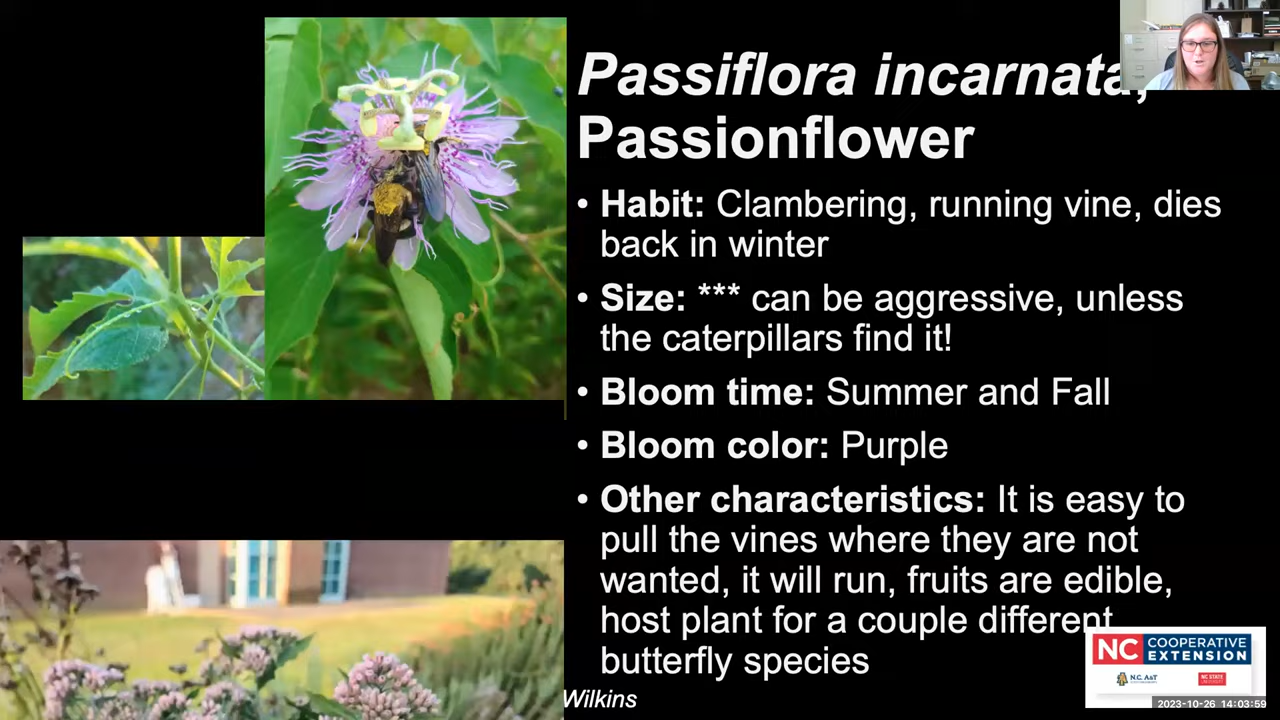 Passiflora incarnata,
Passionflower
• Habit: Clambering, running vine, dies
back in winter
• Size: *** can be aggressive, unless
the caterpillars find it!
• Bloom time: Summer and Fall
• Bloom color: Purple
• Other characteristics: It is easy to
pull the vines where they are not
wanted, it will run, fruits are edible,
host plant for a couple different
butterfly species
Wilkins
NC COOPERATIVE
EXTENSION
N.C. A&T
NC STATE
2023-10-26 14:03:59